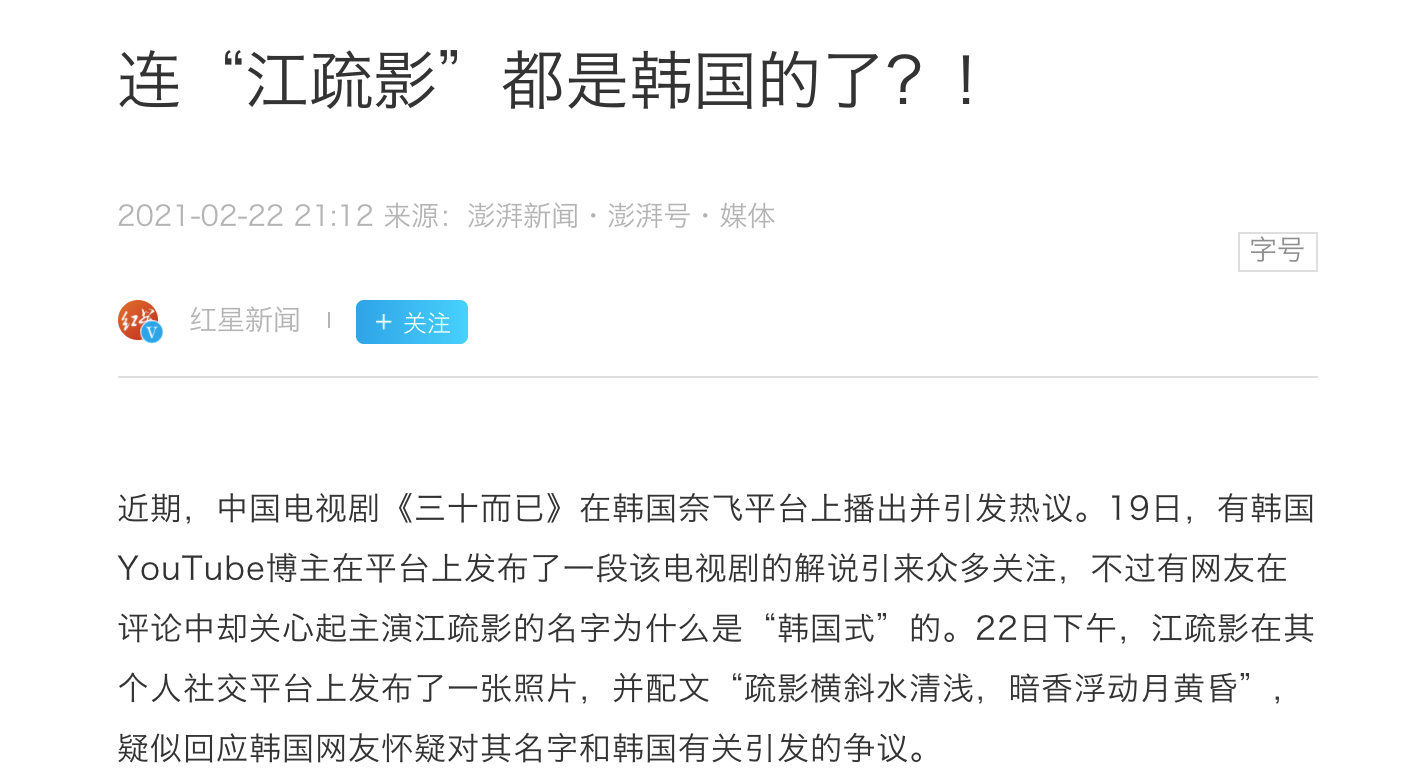 连“江疏影”都是韩国的了？！
2021-02-22 21:12 来源：澎湃新闻·澎湃号·媒体
字号
红星 V 红星新闻 | + 关注
近期，中国电视剧《三十而已》在韩国奈飞平台上播出并引发热议。19日，有韩国
YouTube博主在平台上发布了一段该电视剧的解说引来众多关注，不过有网友在
评论中却关心起主演江疏影的名字为什么是“韩国式”的。22日下午，江疏影在其
个人社交平台上发布了一张照片，并配文“疏影横斜水清浅，暗香浮动月黄昏”，
疑似回应韩国网友怀疑对其名字和韩国有关引发的争议。